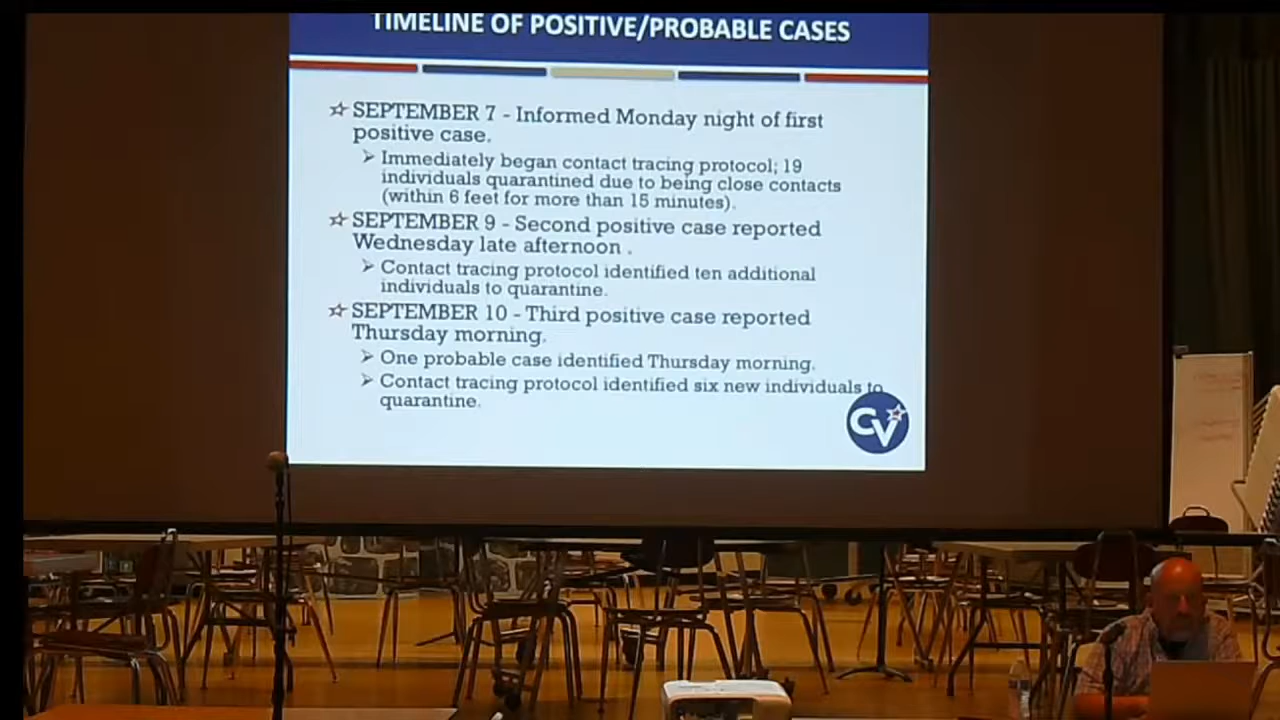 TIMELINE OF POSITIVE/PROBABLE CASES
☆ SEPTEMBER 7 - Informed Monday night of first
positive case.
➢ Immediately began contact tracing protocol; 19
individuals quarantined due to being close contacts
(within 6 feet for more than 15 minutes).
☆ SEPTEMBER 9 - Second positive case reported
Wednesday late afternoon .
➢ Contact tracing protocol identified ten additional
individuals to quarantine.
☆ SEPTEMBER 10 - Third positive case reported
Thursday morning.
➢ One probable case identified Thursday morning.
➢ Contact tracing protocol identified six new individuals to
quarantine.
CV